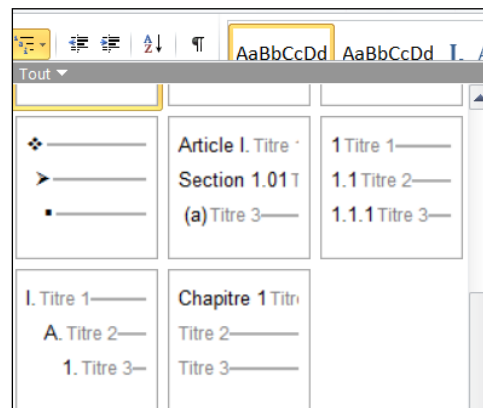 AaBbCcDd AaBbCcDd
Tout
Article I. Titre
Section 1.01
(a) Titre 3
1 Titre 1
1.1 Titre 2
1.1.1 Titre 3
I. Titre 1
A. Titre 2
1. Titre 3
Chapitre 1 Titre
Titre 2
Titre 3